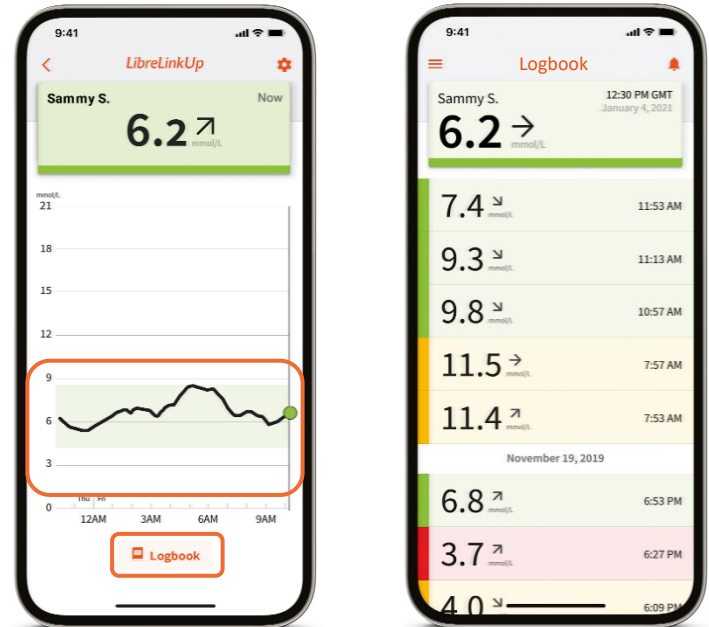 9:41
LibreLinkUp
Sammy S.
Now
6.2
mmol/L
mmol/L
21
18
15
12
9
6
3
0
Thu Fri
12AM 3AM 6AM 9AM
Logbook
9:41
Logbook
Sammy S.
12:30 PM GMT
January 4, 2021
6.2
mmol/L
7.4 mmol/L 11:53 AM
9.3 mmol/L 11:13 AM
9.8 mmol/L 10:57 AM
11.5 mmol/L 7:57 AM
11.4 mmol/L 7:53 AM
November 19, 2019
6.8 mmol/L 6:53 PM
3.7 mmol/L 6:27 PM
4.0 6:09 PM